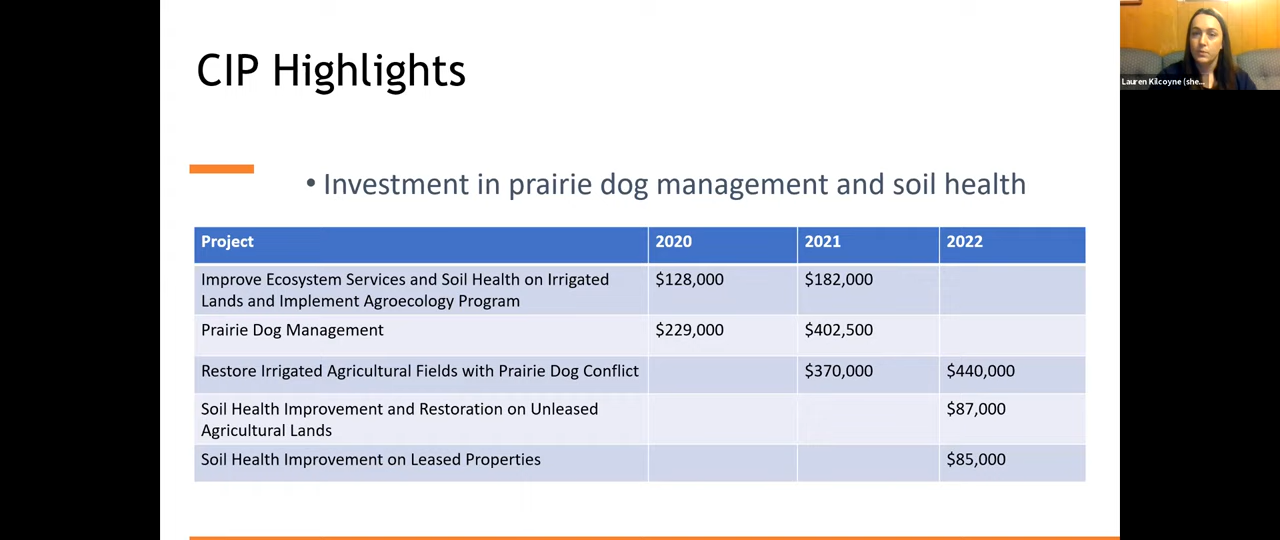 CIP Highlights
Lauren Kilcoyne (she...
• Investment in prairie dog management and soil health
Project 2020 2021 2022
Improve Ecosystem Services and Soil Health on Irrigated $128,000 $182,000
Lands and Implement Agroecology Program
Prairie Dog Management $229,000 $402,500
Restore Irrigated Agricultural Fields with Prairie Dog Conflict $370,000 $440,000
Soil Health Improvement and Restoration on Unleased $87,000
Agricultural Lands
Soil Health Improvement on Leased Properties $85,000